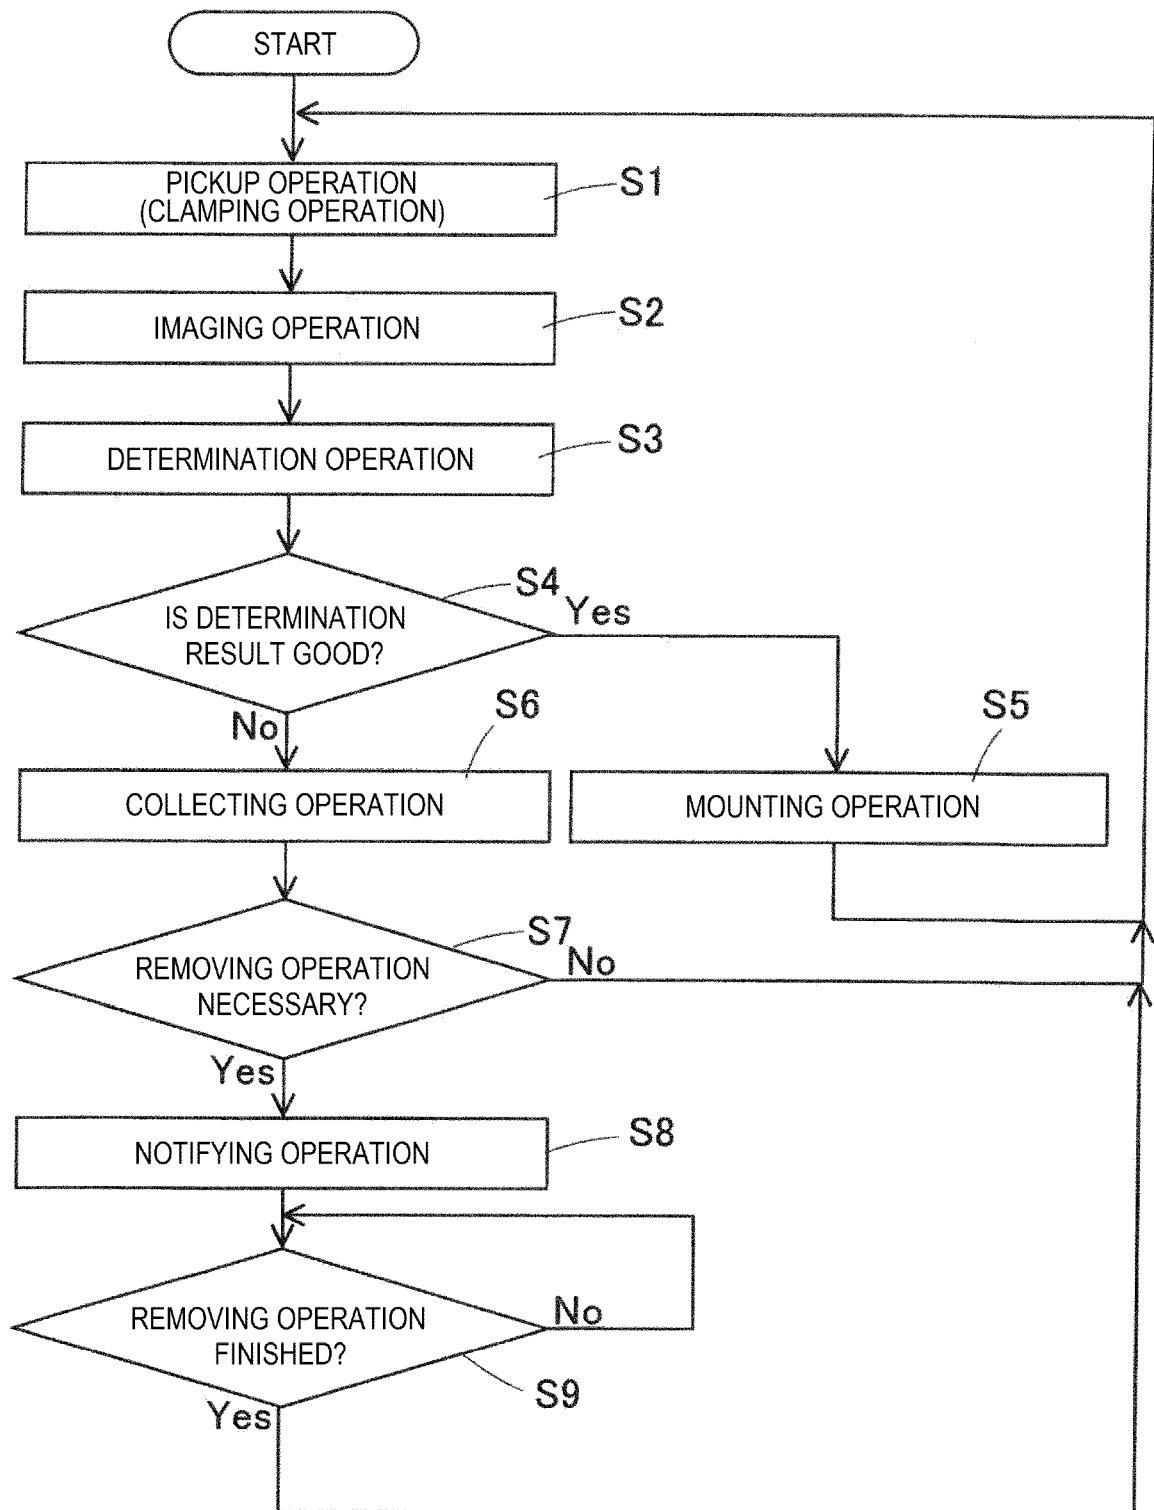 START
PICKUP OPERATION
(CLAMPING OPERATION)
S1
IMAGING OPERATION
S2
DETERMINATION OPERATION
S3
S4
IS DETERMINATION
RESULT GOOD?
Yes
No
S6
S5
COLLECTING OPERATION
MOUNTING OPERATION
S7
REMOVING OPERATION
NECESSARY?
No
Yes
NOTIFYING OPERATION
S8
REMOVING OPERATION
FINISHED?
No
S9
Yes